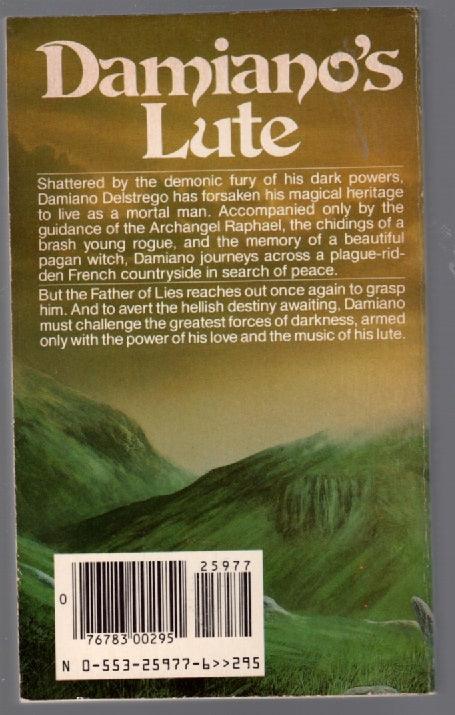 Damiano's
Lute
Shattered by the demonic fury of his dark powers,
Damiano Delstrego has forsaken his magical heritage
to live as a mortal man. Accompanied only by the
guidance of the Archangel Raphael, the chidings of a
brash young rogue, and the memory of a beautiful
pagan witch, Damiano journeys across a plague-rid-
den French countryside in search of peace.
But the Father of Lies reaches out once again to grasp
him. And to avert the hellish destiny awaiting, Damiano
must challenge the greatest forces of darkness, armed
only with the power of his love and the music of his lute.
25977
0
76783 00295
N 0-553-25977-6>>295